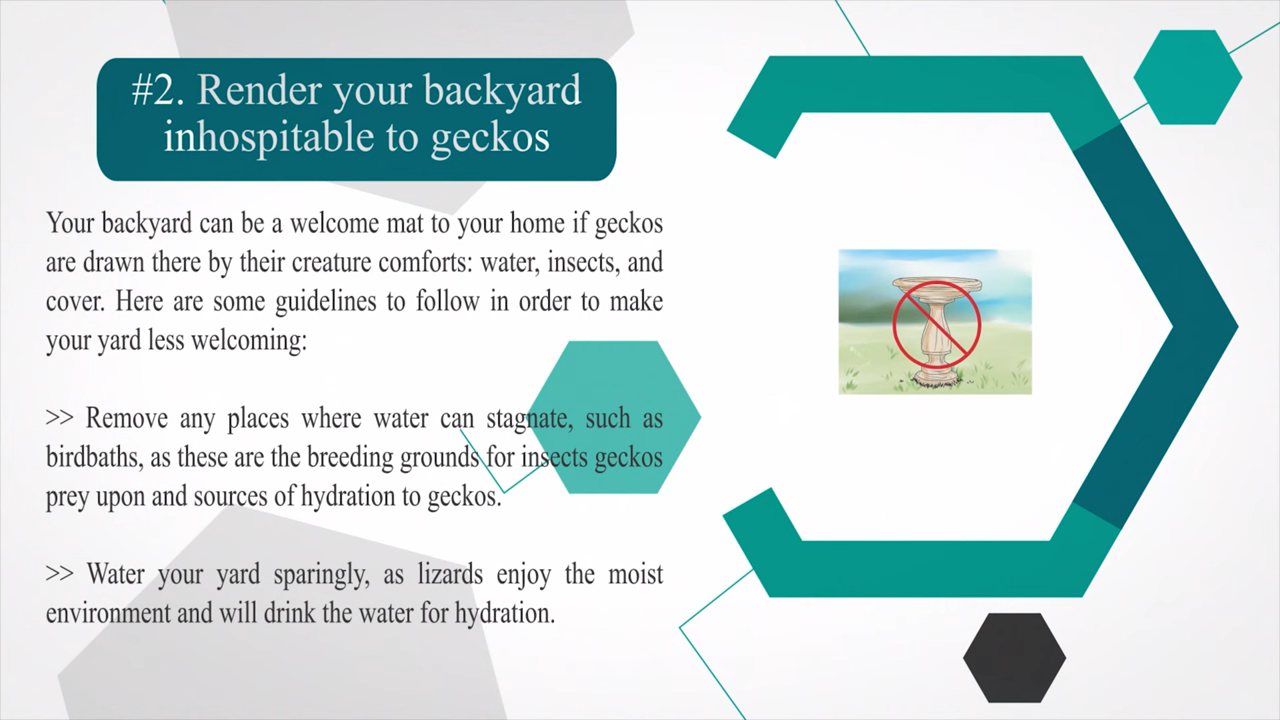 #2. Render your backyard
inhospitable to geckos
Your backyard can be a welcome mat to your home if geckos
are drawn there by their creature comforts: water, insects, and
cover. Here are some guidelines to follow in order to make
your yard less welcoming:
>> Remove any places where water can stagnate, such as
birdbaths, as these are the breeding grounds for insects geckos
prey upon and sources of hydration to geckos.
>> Water your yard sparingly, as lizards enjoy the moist
environment and will drink the water for hydration.